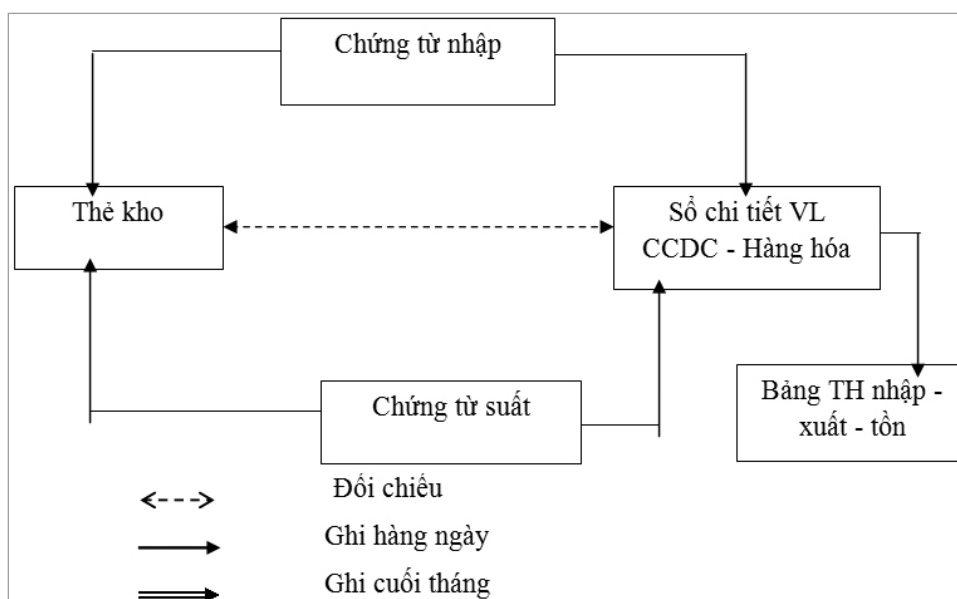 Chứng từ nhập
Thẻ kho
Sổ chi tiết VL
CCDC - Hàng hóa
Chứng từ suất
Bảng TH nhập -
xuất - tồn
Đối chiếu
Ghi hàng ngày
Ghi cuối tháng